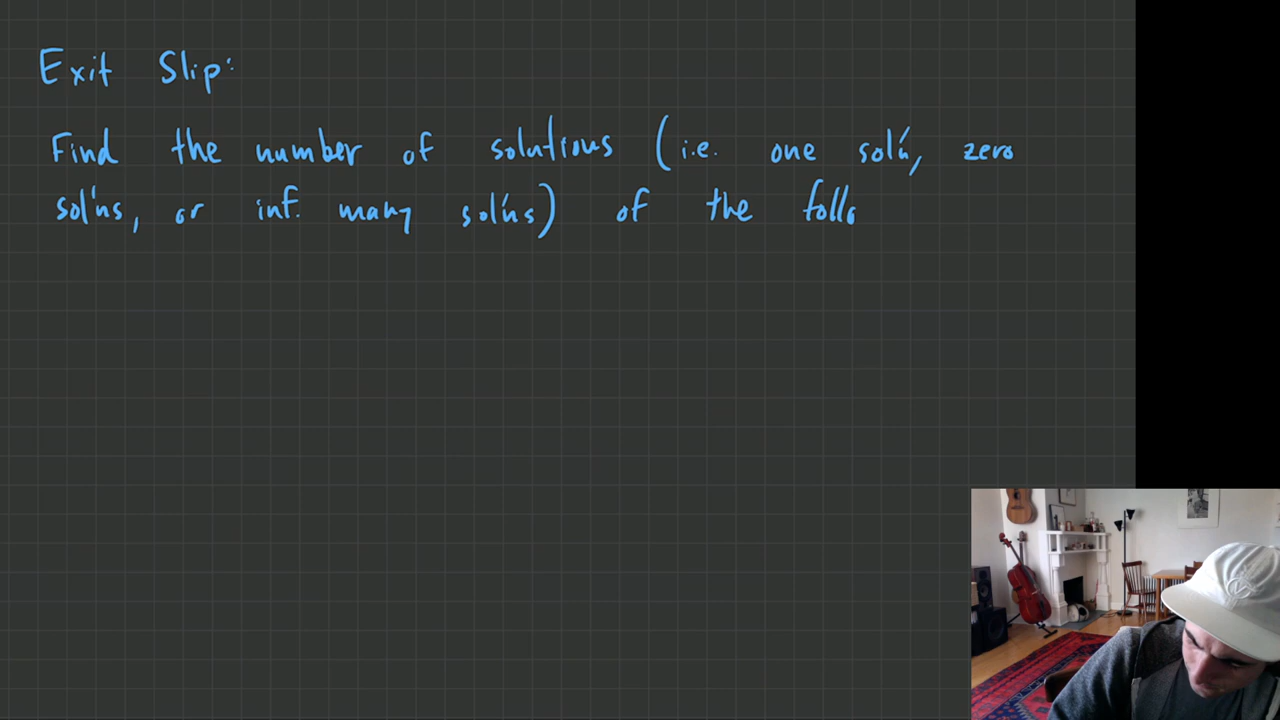 Exit Slip:
Find the number of solutions (i.e. one sol'n, zero
sol'ns, or inf. many sol'ns) of the follo